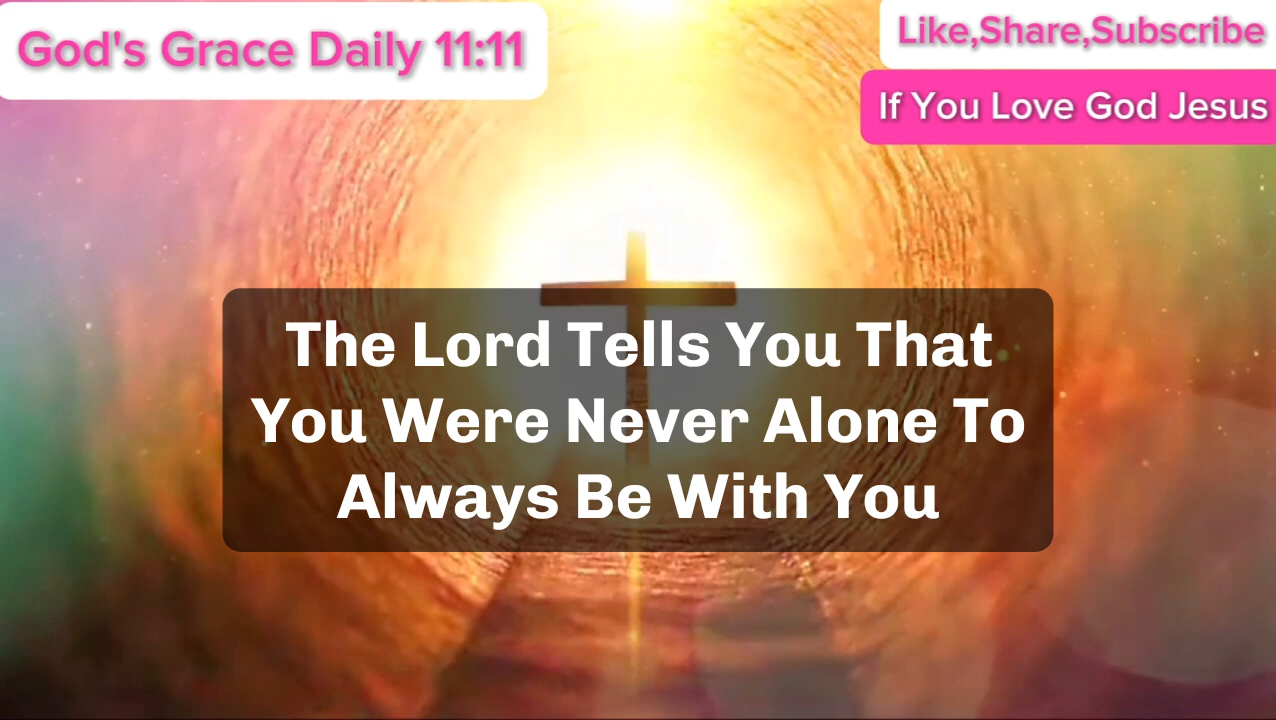 God's Grace Daily 11:11
Like,Share,Subscribe
If You Love God Jesus
The Lord Tells You That
You Were Never Alone To
Always Be With You